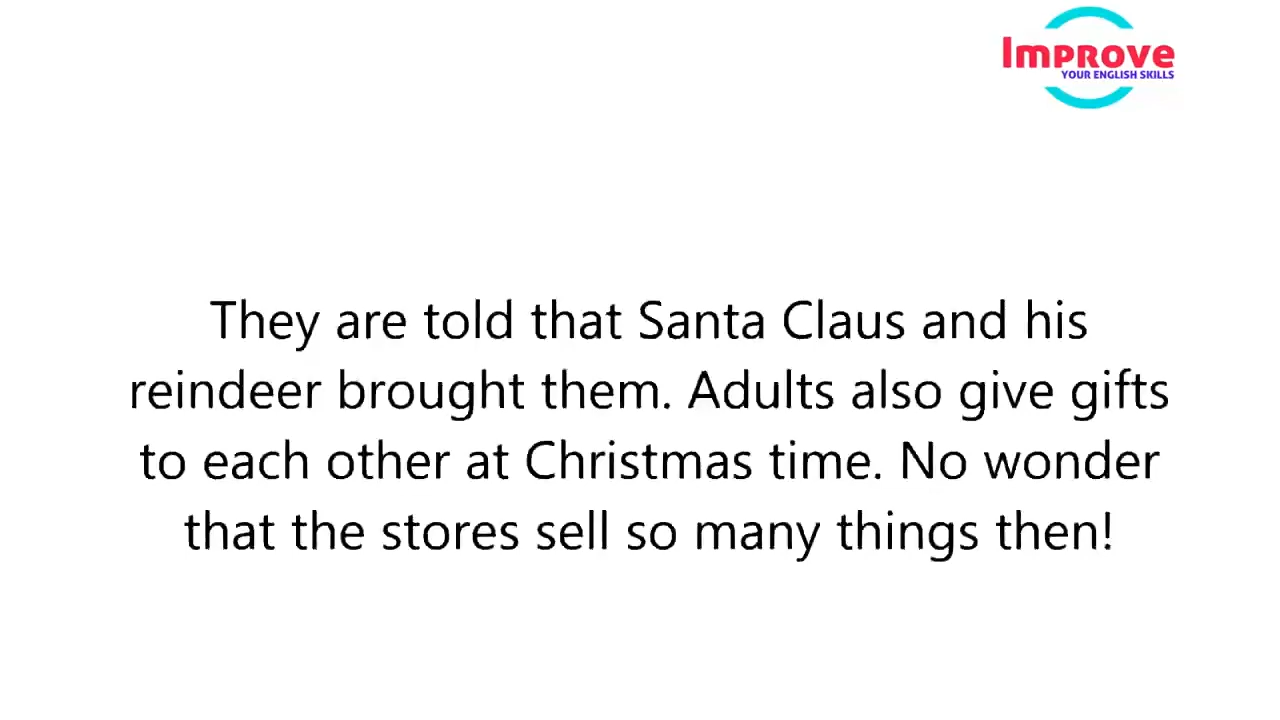 Improve
YOUR ENGLISH SKILLS
They are told that Santa Claus and his
reindeer brought them. Adults also give gifts
to each other at Christmas time. No wonder
that the stores sell so many things then!